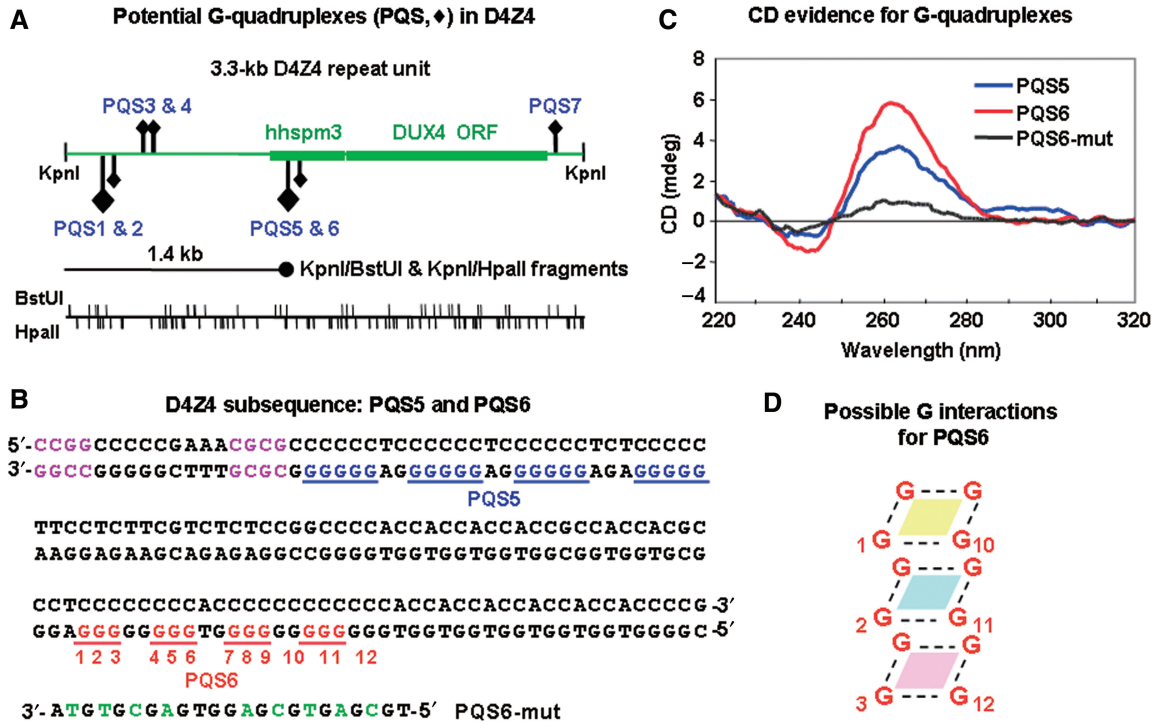 A
Potential G-quadruplexes (PQS,♦) in D4Z4
3.3-kb D4Z4 repeat unit
PQS3 & 4
PQS7
hhspm3
DUX4 ORF
KpnI
KpnI
PQS1 & 2
PQS5 & 6
1.4 kb
KpnI/BstUI & KpnI/HpaII fragments
BstUI
HpaII
C
CD evidence for G-quadruplexes
8
6
4
2
0
−2
−4
CD (mdeg)
PQS5
PQS6
PQS6-mut
220
240
260
280
300
320
Wavelength (nm)
B
D4Z4 subsequence: PQS5 and PQS6
5′-CCGGCCCCCGAAACGCGCCCCCCTCCCCCCTCCCCCCTCTCCCCC
3′-GGCCGGGGGCTTTGCGCGGGGGGAGGGGGGAGGGGGGAGAGGGGG
PQS5
TTCCTCTTCGTCTCTCCGGCCCCACCACCACCACCGCCACCACGC
AAGGAGAAGCAGAGAGGCCGGGGTGGTGGTGGTGGCGGTGGTGCG
CCTCCCCCCCCACCCCCCCCCCCCACCACCACCACCACCCCG-3′
GGAGGGGGGGGTGGGGGGGGGGGGTGGTGGTGGTGGTGGGGC-5′
1 2 3 4 5 6 7 8 9 10 11 12
PQS6
3′-ATGTGCGAGTGGAGCGTGAGCGT-5′ PQS6-mut
D
Possible G interactions
for PQS6
G G
1 G G 10
G G
2 G G 11
G G
3 G G 12